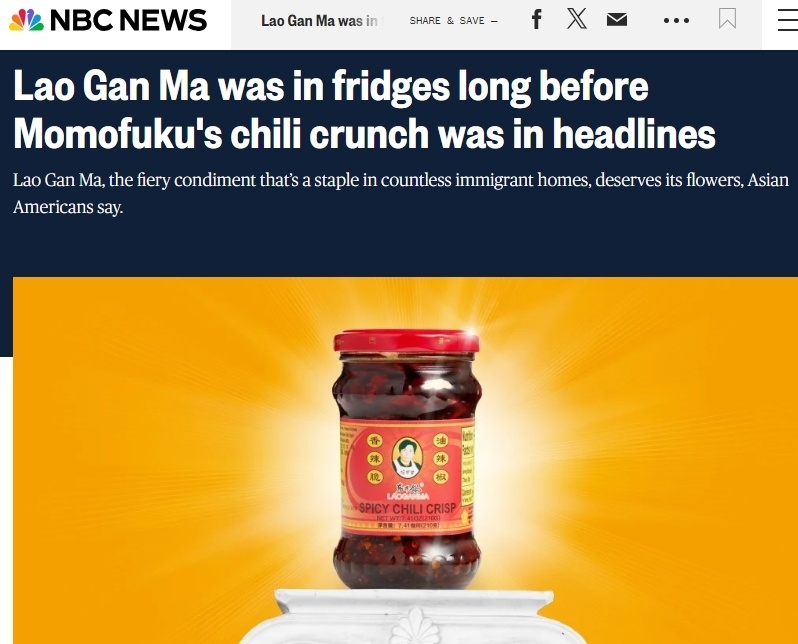 NBC NEWS
Lao Gan Ma was in
SHARE & SAVE —
Lao Gan Ma was in fridges long before
Momofuku's chili crunch was in headlines
Lao Gan Ma, the fiery condiment that's a staple in countless immigrant homes, deserves its flowers, Asian
Americans say.
香辣脆
油辣椒
LAOGANMA
SPICY CHILI CRISP
NET WT 7.41 OZ (210G)